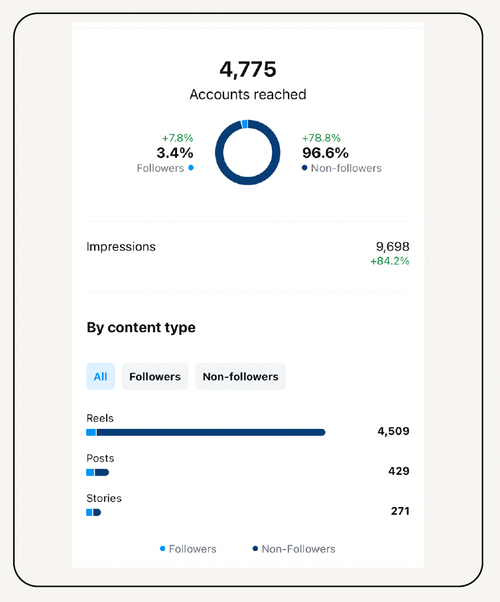 4,775
Accounts reached
+7.8%
3.4%
Followers
+78.8%
96.6%
Non-followers
Impressions
9,698
+84.2%
By content type
All Followers Non-followers
Reels
4,509
Posts
429
Stories
271
Followers Non-Followers